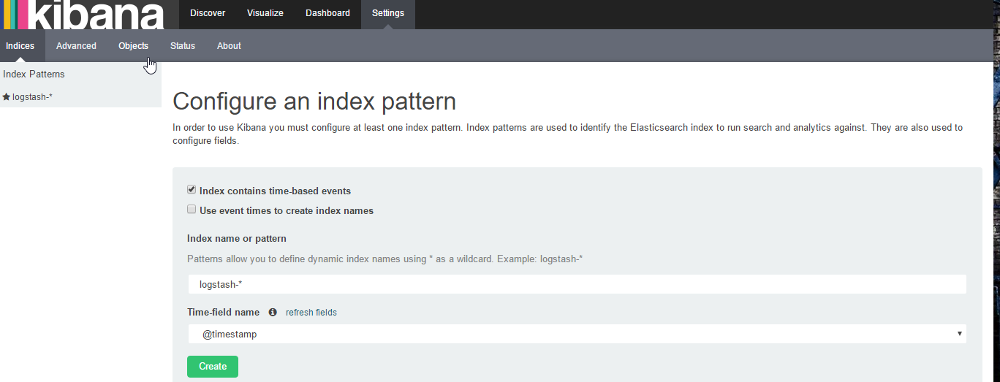 kibana
Discover Visualize Dashboard Settings
Indices Advanced Objects Status About
Index Patterns
logstash-*
Configure an index pattern
In order to use Kibana you must configure at least one index pattern. Index patterns are used to identify the Elasticsearch index to run search and analytics against. They are also used to
configure fields.
Index contains time-based events
Use event times to create index names
Index name or pattern
Patterns allow you to define dynamic index names using * as a wildcard. Example: logstash-*
logstash-*
Time-field name refresh fields
@timestamp
Create